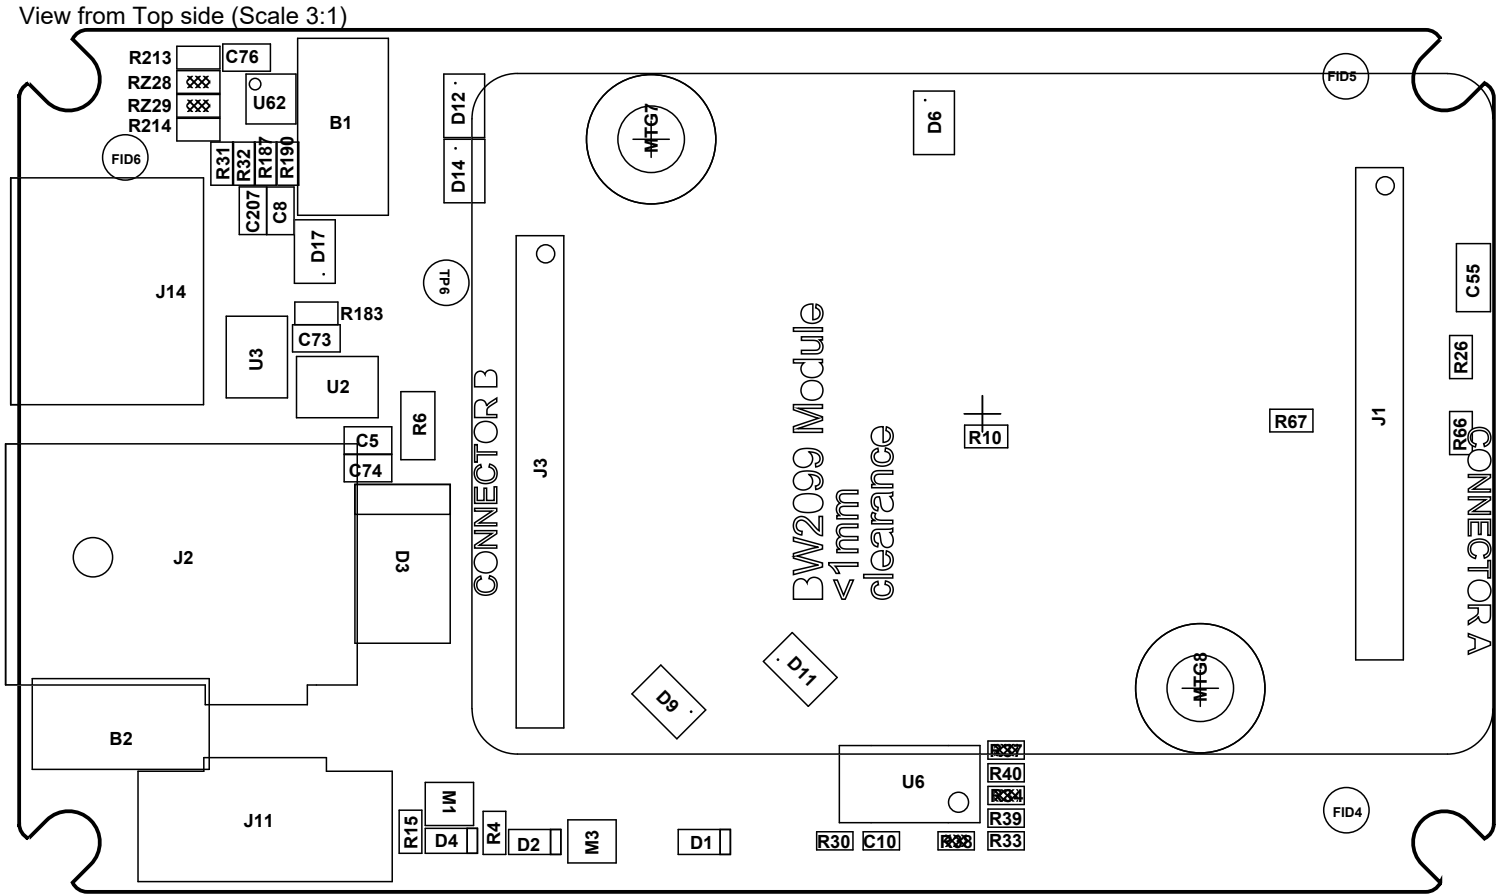 View from Top side (Scale 3:1)
R213
C76
RZ28
U62
RZ29
R214
B1
D12
MTG7
D6
FID5
FID6
R31
R32
R187
R190
D14
C207
C8
D17
J14
TP6
C55
R183
C73
U3
U2
R26
R6
CONNECTOR B
J3
BW2099 Module
<1mm
clearance
R10
R67
J1
R66
CONNECTOR A
C5
C74
J2
D3
D11
D9
MTG8
B2
U6
R37
R40
R34
R39
R33
FID4
J11
M1
R15
D4
R4
D2
M3
D1
R30
C10
R38